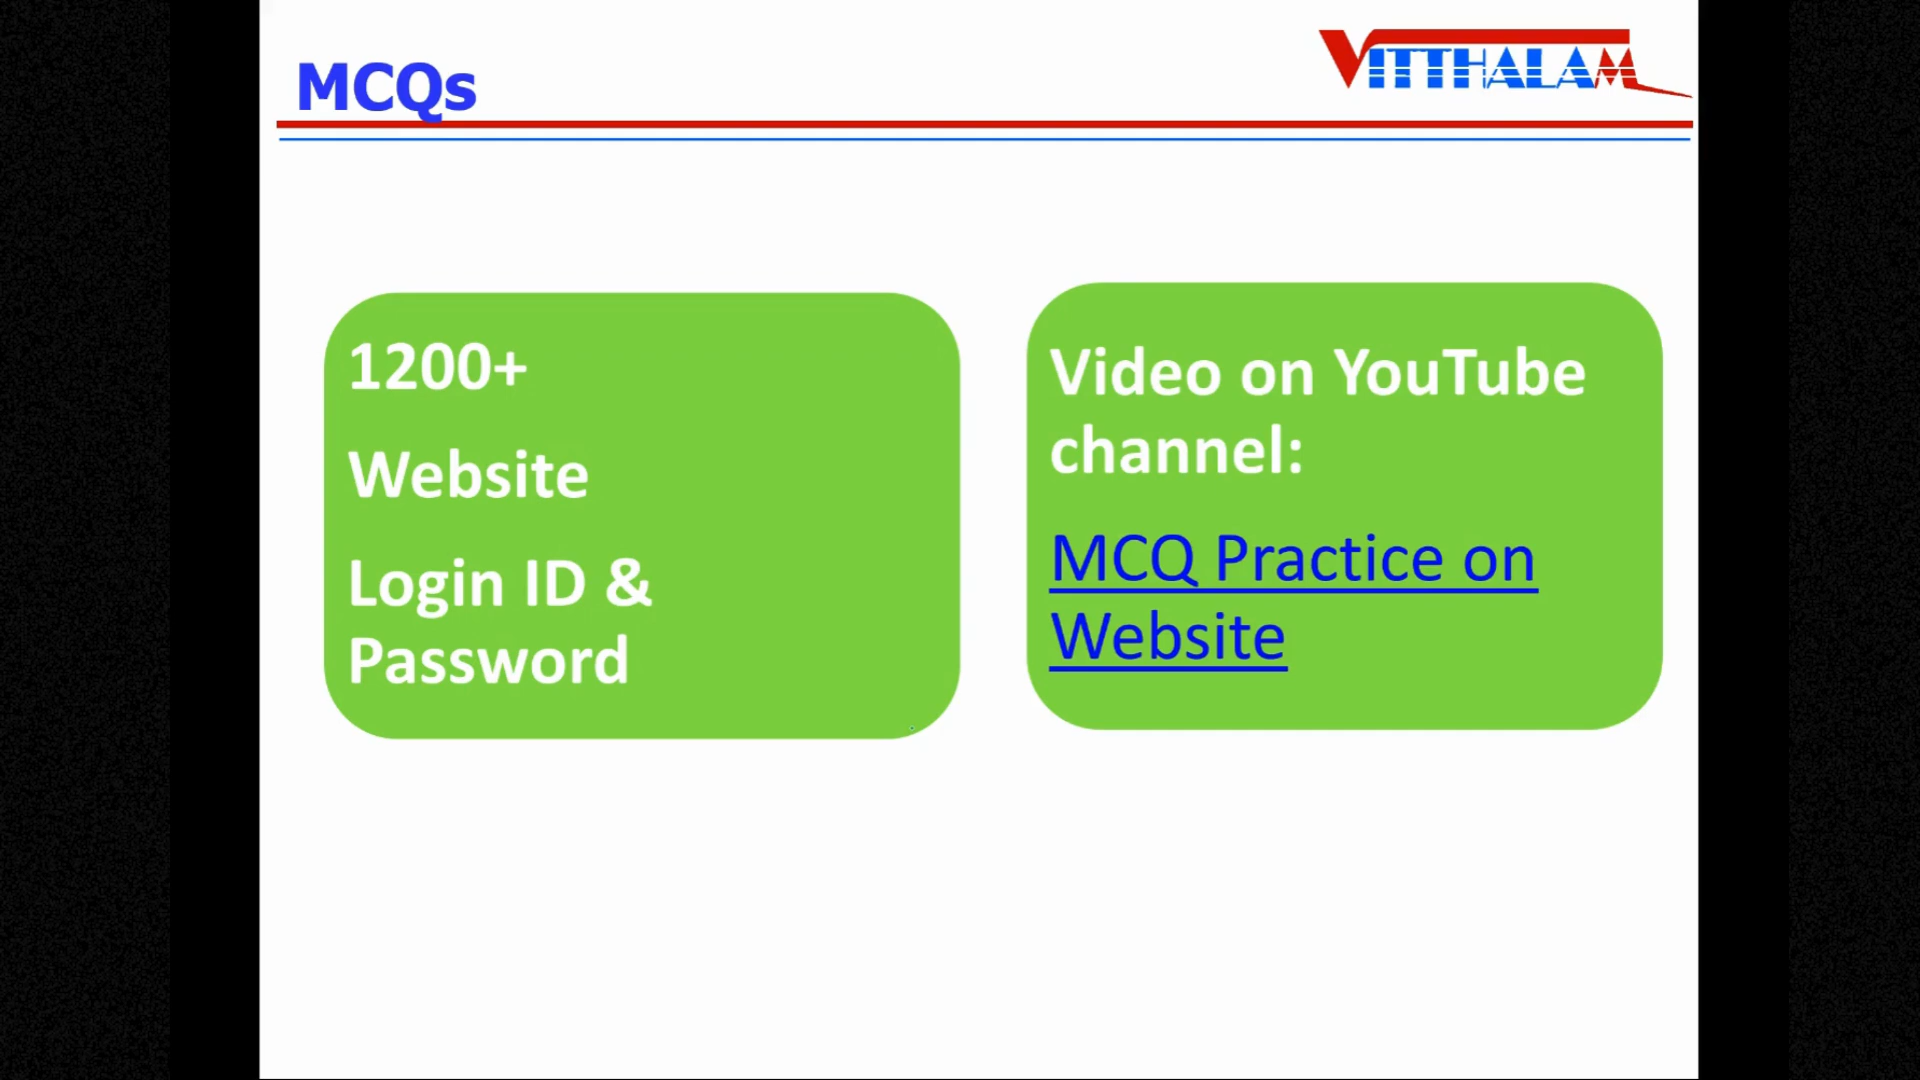 MCQs
VITTHALAM
1200+
Website
Login ID &
Password
Video on YouTube
channel:
MCQ Practice on
Website